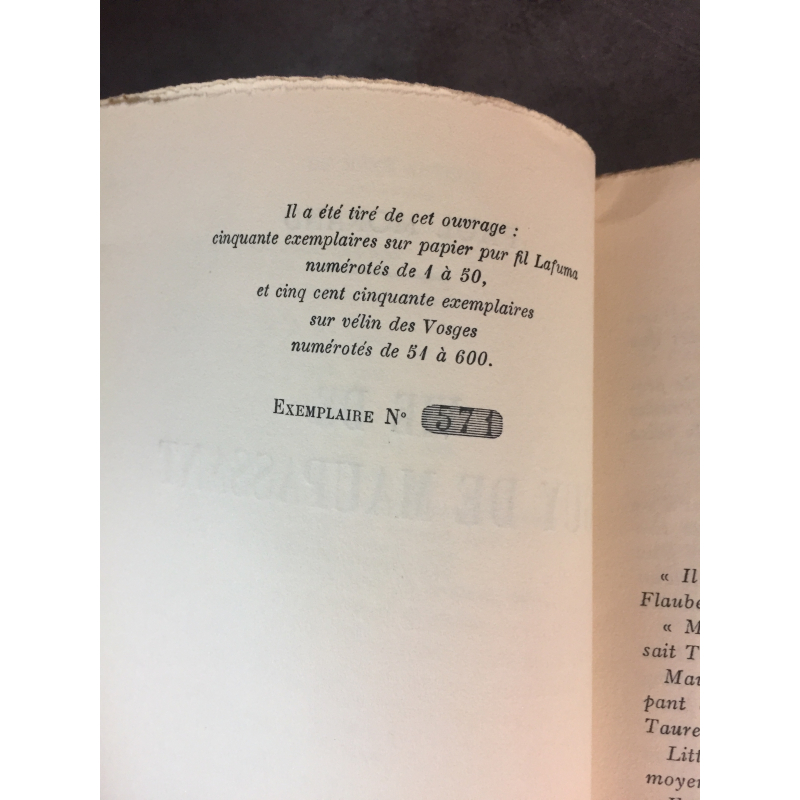 Il a été tiré de cet ouvrage :
cinquante exemplaires sur papier pur fil Lafuma
numérotés de 1 à 50,
et cinq cent cinquante exemplaires
sur vélin des Vosges
numérotés de 51 à 600.
EXEMPLAIRE N° 571
« Il
Flaube
« M
sait T
Mau
pant
Taure
Litt
moyen